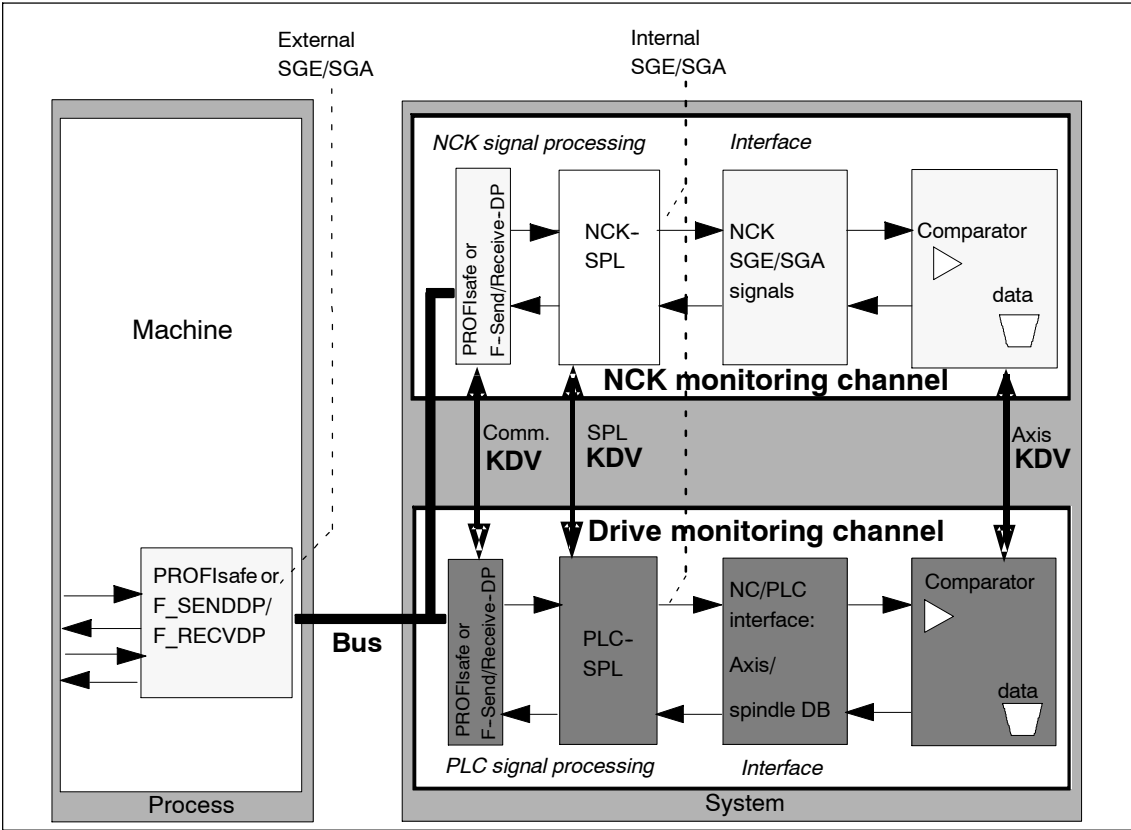 External
SGE/SGA
Internal
SGE/SGA
NCK signal processing
Interface
PROFIsafe or
F-Send/Receive-DP
NCK-
SPL
NCK
SGE/SGA
signals
Comparator
data
Machine
NCK monitoring channel
Comm.
KDV
SPL
KDV
Axis
KDV
Drive monitoring channel
PROFIsafe or
F_SENDDP/
F_RECVDP
Bus
PROFIsafe or
F-Send/Receive-DP
PLC-
SPL
NC/PLC
interface:
Axis/
spindle DB
Comparator
data
PLC signal processing
Interface
Process
System